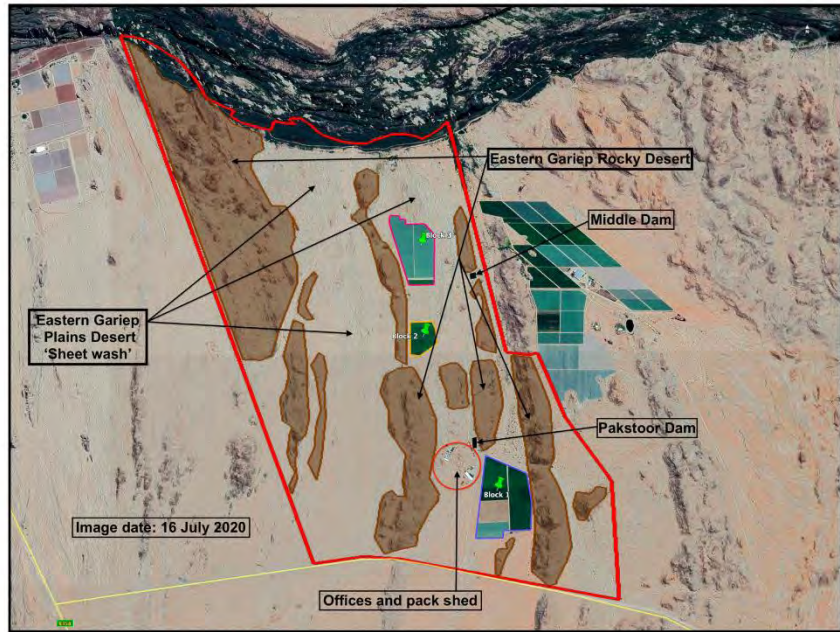 Eastern Gariep Rocky Desert
Middle Dam
Block 3
Eastern Gariep
Plains Desert
'Sheet wash'
Block 2
Pakstoor Dam
Block 1
Image date: 16 July 2020
Offices and pack shed